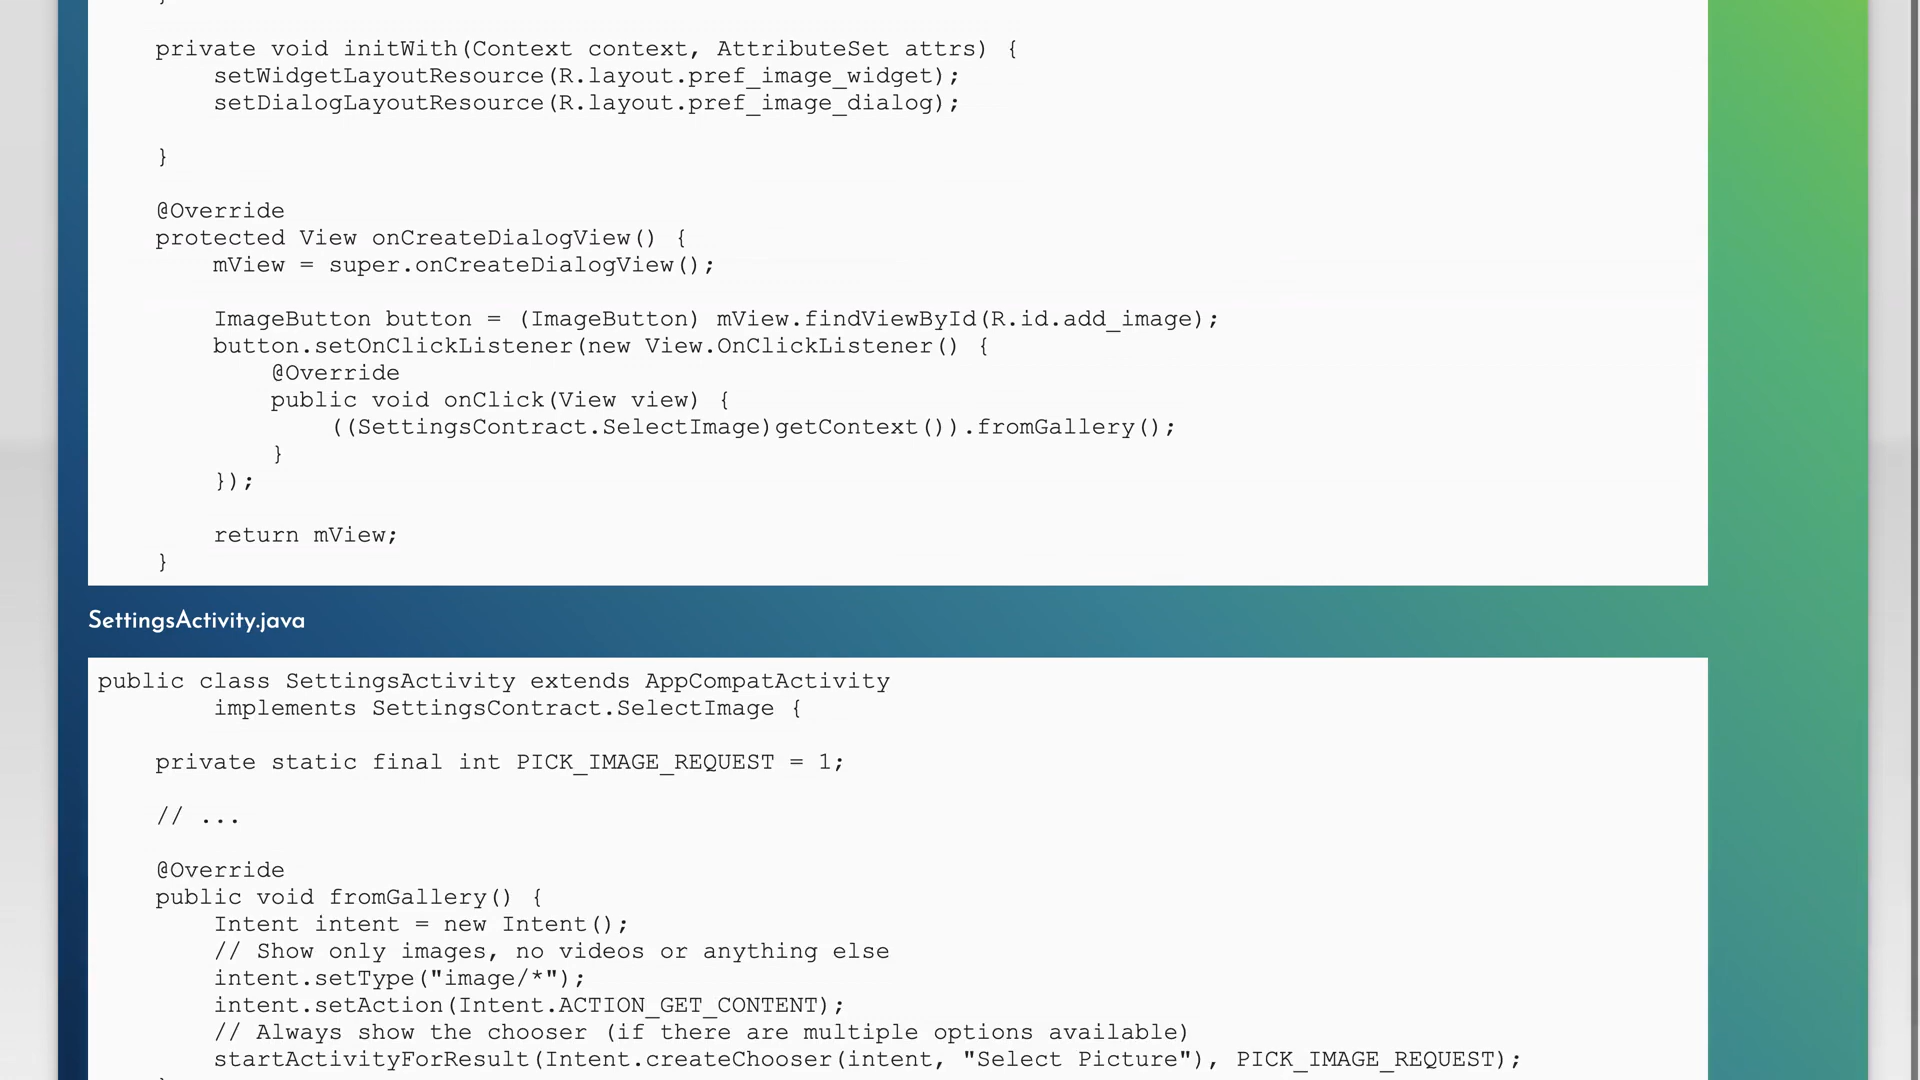 private void initWith(Context context, AttributeSet attrs) {
setWidgetLayoutResource(R.layout.pref_image_widget);
setDialogLayoutResource(R.layout.pref_image_dialog);
}
@Override
protected View onCreateDialogView() {
mView = super.onCreateDialogView();
ImageButton button = (ImageButton) mView.findViewById(R.id.add_image);
button.setOnClickListener(new View.OnClickListener() {
@Override
public void onClick(View view) {
((SettingsContract.SelectImage)getContext()).fromGallery();
}
});
return mView;
}
SettingsActivity.java
public class SettingsActivity extends AppCompatActivity
implements SettingsContract.SelectImage {
private static final int PICK_IMAGE_REQUEST = 1;
// ...
@Override
public void fromGallery() {
Intent intent = new Intent();
// Show only images, no videos or anything else
intent.setType("image/*");
intent.setAction(Intent.ACTION_GET_CONTENT);
// Always show the chooser (if there are multiple options available)
startActivityForResult(Intent.createChooser(intent, "Select Picture"), PICK_IMAGE_REQUEST);